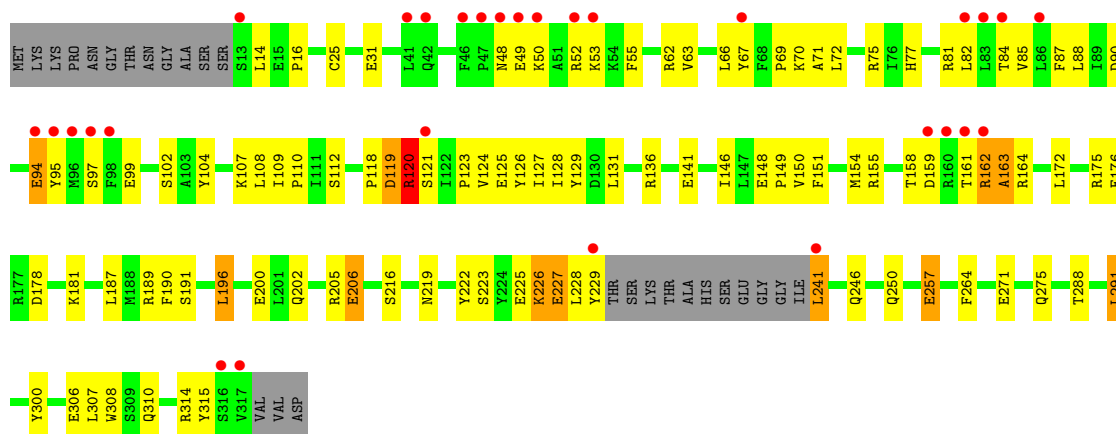 MET LYS LYS PRO ASN GLY THR ASN GLY ALA SER SER S13 L14 E15 P16 C25 E31 L41 Q42 F46 P47 N48 E49 K50 A51 R52 K53 K54 F55 R62 V63 L66 Y67 F68 P69 K70 A71 L72 R75 I76 H77 R81 L82 L83 T84 V85 L86 F87 L88 I89 D90
E94 Y95 M96 S97 F98 E99 S102 A103 Y104 K107 L108 I109 P110 I111 S112 P118 D119 R120 S121 I122 P123 V124 E125 Y126 I127 I128 Y129 D130 L131 R136 E141 I146 L147 E148 P149 V150 F151 M154 R155 T158 D159 R160 T161 R162 A163 R164 L172 R175 E176
R177 D178 K181 L187 M188 R189 F190 S191 L196 E200 L201 Q202 R205 E206 S216 N219 Y222 S223 Y224 E225 K226 E227 L228 Y229 THR SER LYS THR ALA HIS SER GLU GLY GLY ILE L241 Q246 Q250 E257 F264 E271 Q275 T288 L291
Y300 E306 L307 W308 S309 Q310 R314 Y315 S316 V317 VAL VAL ASP